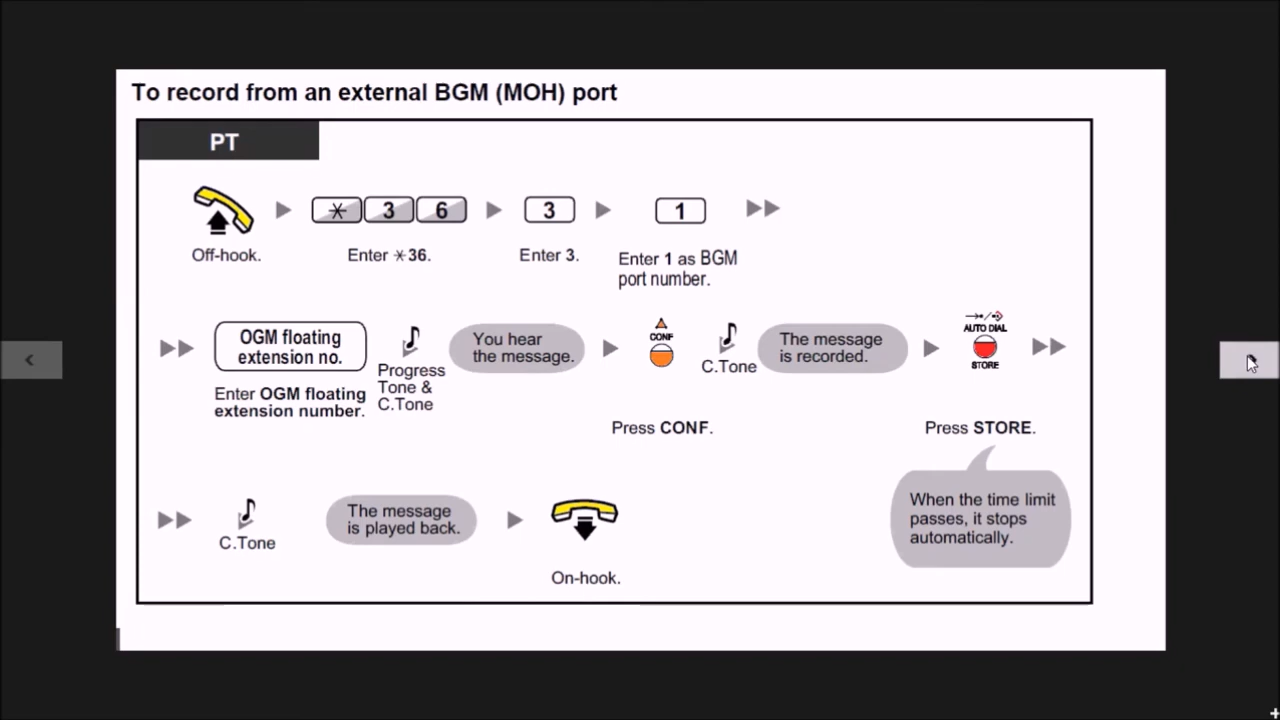 To record from an external BGM (MOH) port
PT
* 3 6
3
1
Off-hook.
Enter *36.
Enter 3.
Enter 1 as BGM
port number.
OGM floating
extension no.
Enter OGM floating
extension number.
Progress
Tone &
C.Tone
You hear
the message.
CONF
Press CONF.
C.Tone
The message
is recorded.
AUTO DIAL
STORE
Press STORE.
When the time limit
passes, it stops
automatically.
C.Tone
The message
is played back.
On-hook.